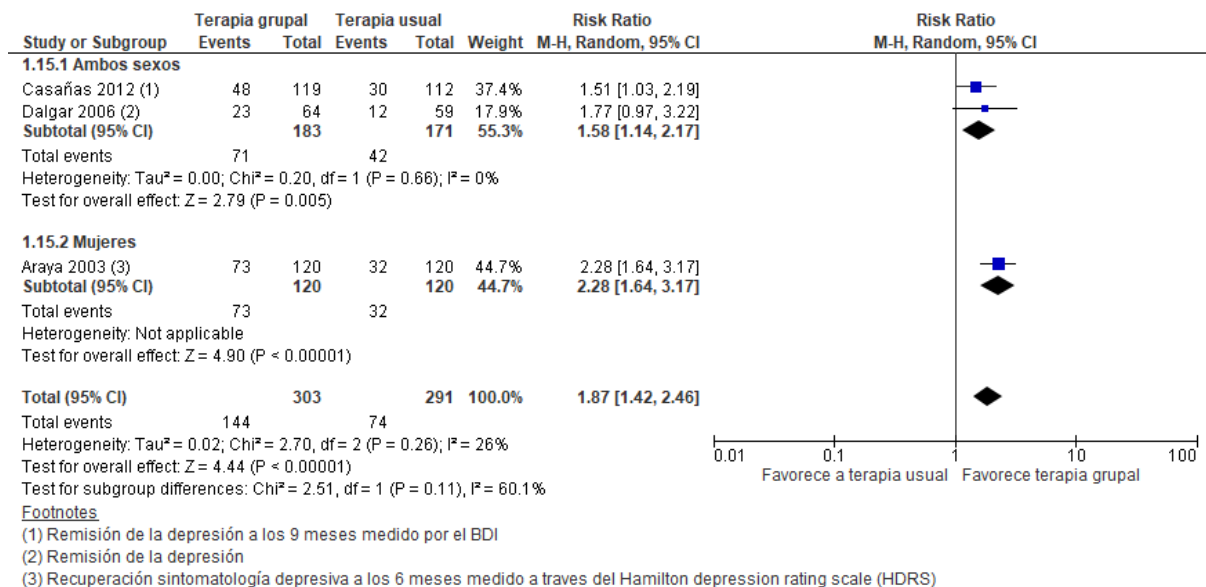 Terapia grupal Terapia usual Risk Ratio Risk Ratio
Study or Subgroup Events Total Events Total Weight M-H, Random, 95% CI M-H, Random, 95% CI
1.15.1 Ambos sexos
Casañas 2012 (1) 48 119 30 112 37.4% 1.51 [1.03, 2.19]
Dalgar 2006 (2) 23 64 12 59 17.9% 1.77 [0.97, 3.22]
Subtotal (95% CI) 183 171 55.3% 1.58 [1.14, 2.17]
Total events 71 42
Heterogeneity: Tau² = 0.00; Chi² = 0.20, df = 1 (P = 0.66); I² = 0%
Test for overall effect: Z = 2.79 (P = 0.005)
1.15.2 Mujeres
Araya 2003 (3) 73 120 32 120 44.7% 2.28 [1.64, 3.17]
Subtotal (95% CI) 120 120 44.7% 2.28 [1.64, 3.17]
Total events 73 32
Heterogeneity: Not applicable
Test for overall effect: Z = 4.90 (P < 0.00001)
Total (95% CI) 303 291 100.0% 1.87 [1.42, 2.46]
Total events 144 74
Heterogeneity: Tau² = 0.02; Chi² = 2.70, df = 2 (P = 0.26); I² = 26%
Test for overall effect: Z = 4.44 (P < 0.00001)
Test for subgroup differences: Chi² = 2.51, df = 1 (P = 0.11), I² = 60.1%
0.01 0.1 1 10 100
Favorece a terapia usual Favorece terapia grupal
Footnotes
(1) Remisión de la depresión a los 9 meses medido por el BDI
(2) Remisión de la depresión
(3) Recuperación sintomatología depresiva a los 6 meses medido a traves del Hamilton depression rating scale (HDRS)